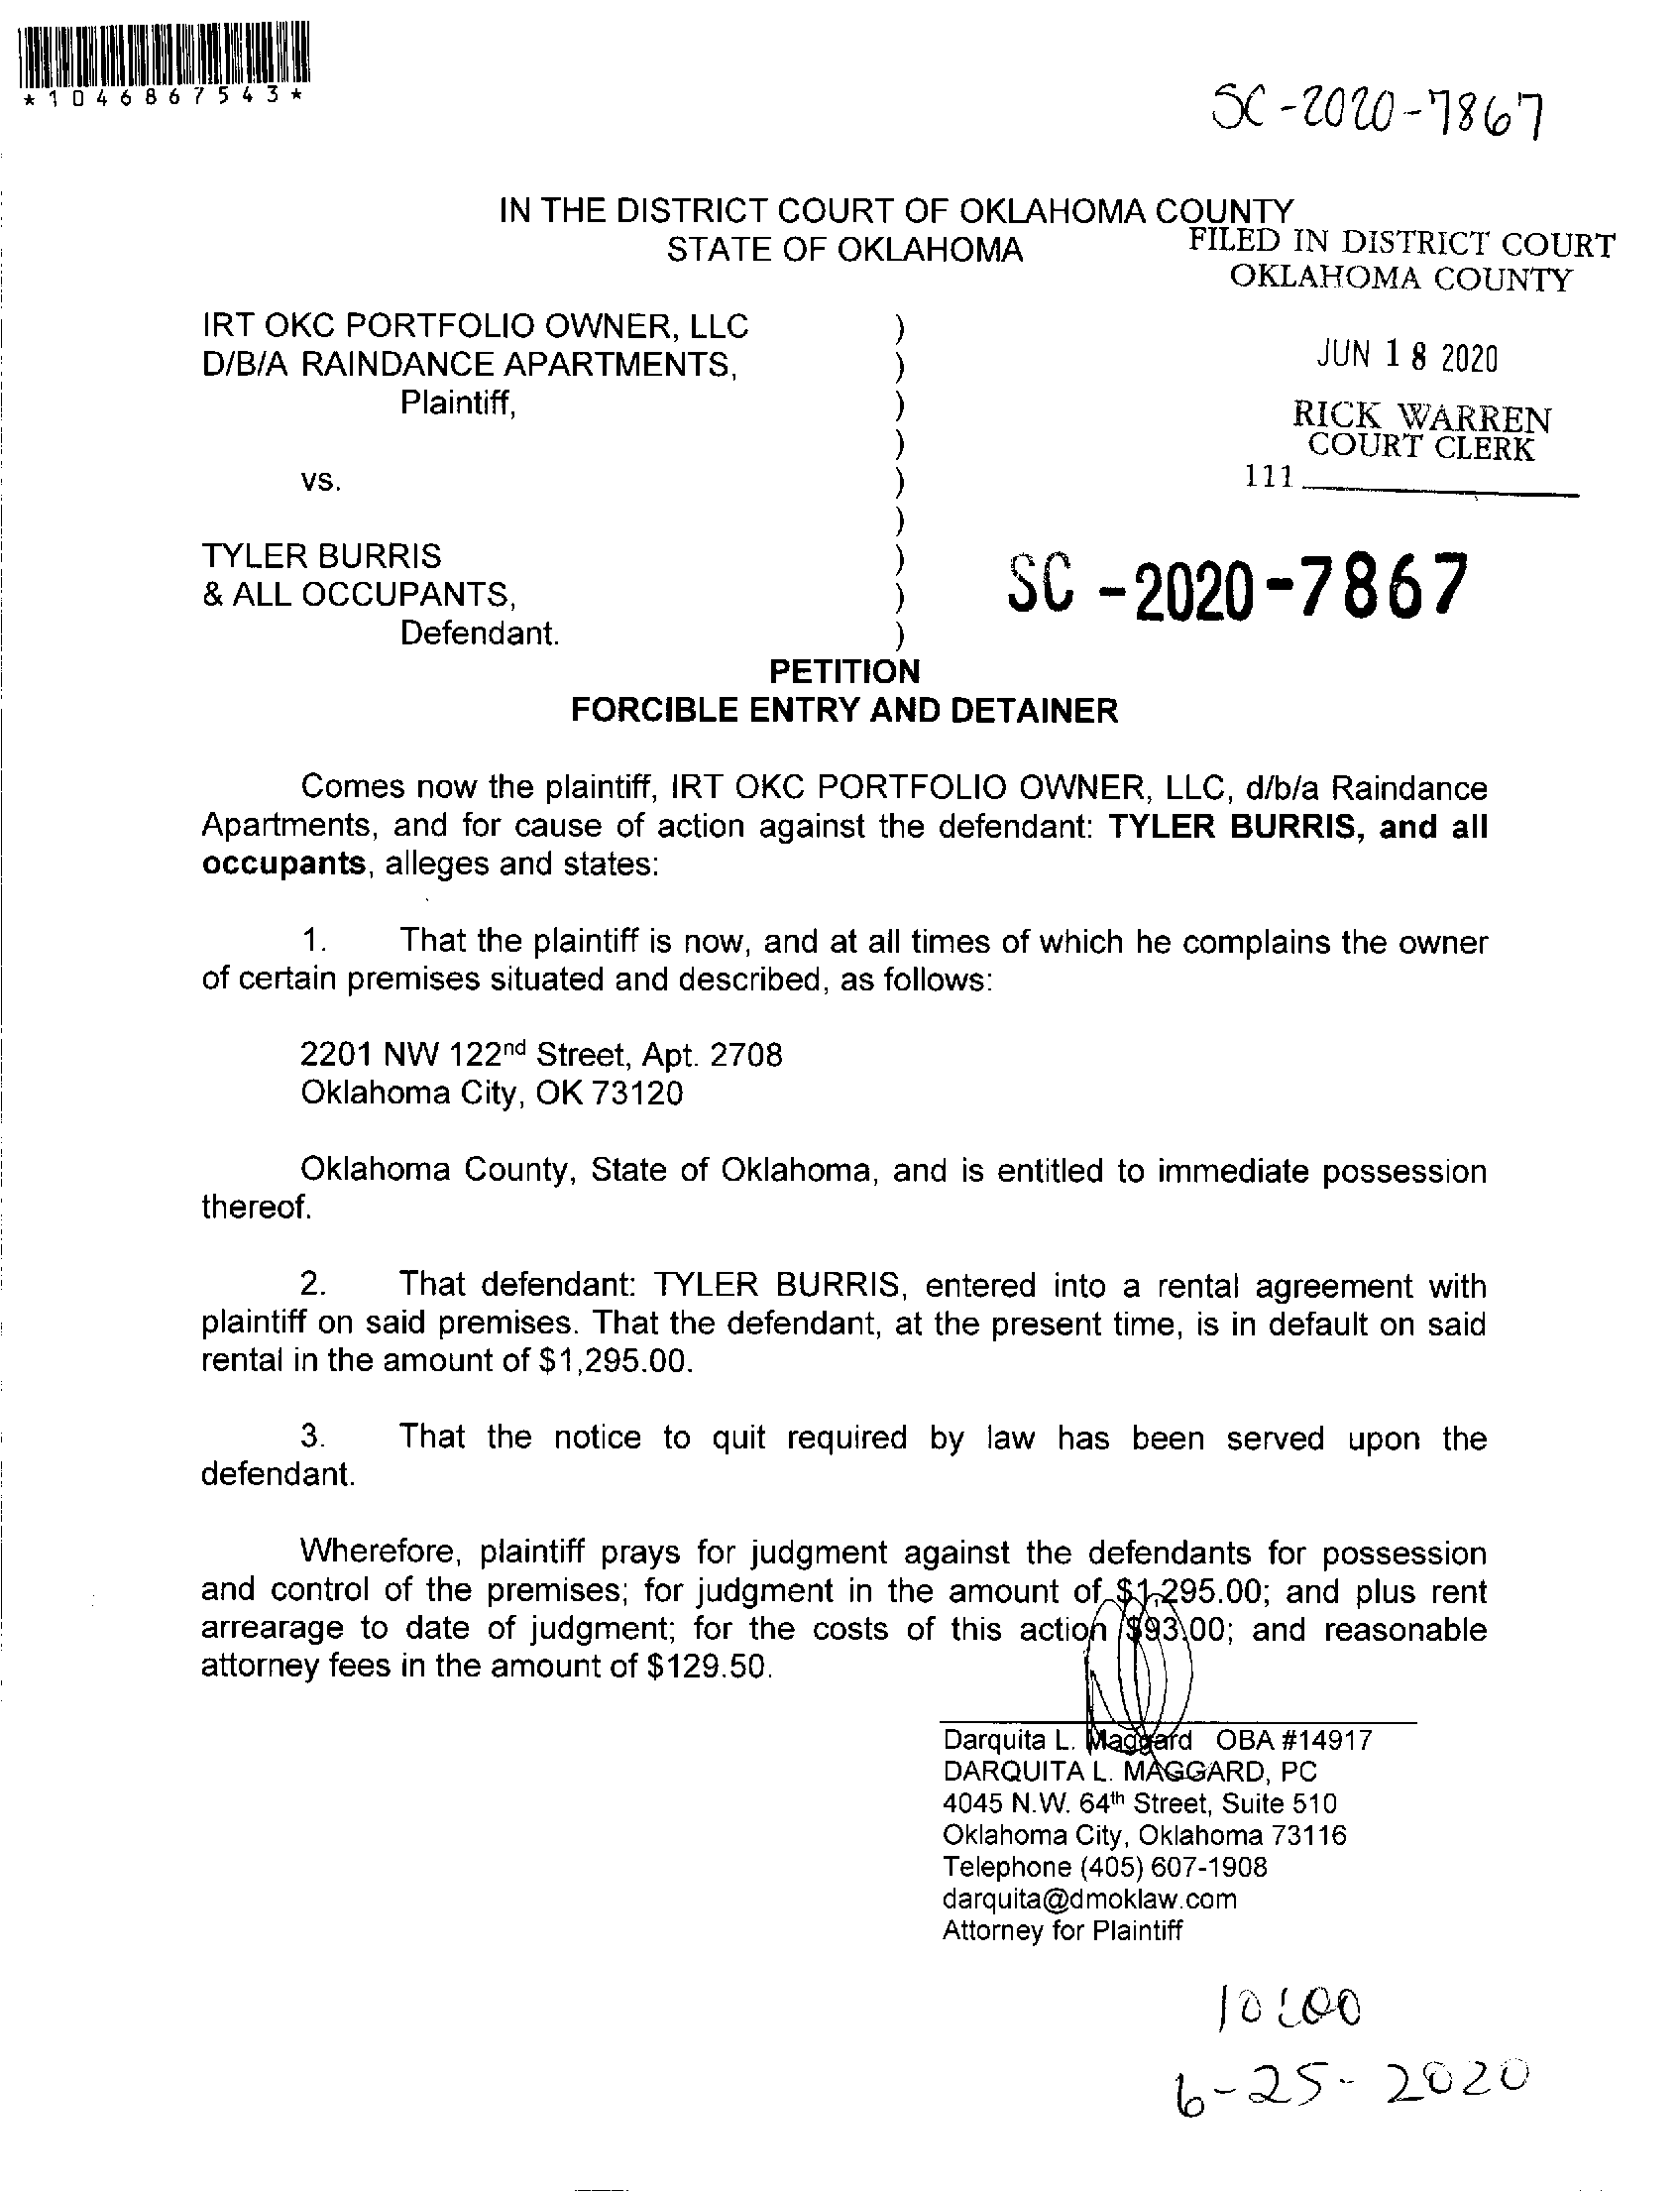 *1046867543*
SC-2020-7867
IN THE DISTRICT COURT OF OKLAHOMA COUNTY
STATE OF OKLAHOMA
FILED IN DISTRICT COURT
OKLAHOMA COUNTY
JUN 18 2020
RICK WARREN
COURT CLERK
111
IRT OKC PORTFOLIO OWNER, LLC )
D/B/A RAINDANCE APARTMENTS, )
Plaintiff, )
)
vs. )
)
TYLER BURRIS )
& ALL OCCUPANTS, )
Defendant. )
SC -2020-7867
PETITION
FORCIBLE ENTRY AND DETAINER
Comes now the plaintiff, IRT OKC PORTFOLIO OWNER, LLC, d/b/a Raindance
Apartments, and for cause of action against the defendant: TYLER BURRIS, and all
occupants, alleges and states:
1. That the plaintiff is now, and at all times of which he complains the owner
of certain premises situated and described, as follows:
2201 NW 122nd Street, Apt. 2708
Oklahoma City, OK 73120
Oklahoma County, State of Oklahoma, and is entitled to immediate possession
thereof.
2. That defendant: TYLER BURRIS, entered into a rental agreement with
plaintiff on said premises. That the defendant, at the present time, is in default on said
rental in the amount of $1,295.00.
3. That the notice to quit required by law has been served upon the
defendant.
Wherefore, plaintiff prays for judgment against the defendants for possession
and control of the premises; for judgment in the amount of $1,295.00; and plus rent
arrearage to date of judgment; for the costs of this action $93.00; and reasonable
attorney fees in the amount of $129.50.
Darquita L. Maggard OBA #14917
DARQUITA L. MAGGARD, PC
4045 N.W. 64th Street, Suite 510
Oklahoma City, Oklahoma 73116
Telephone (405) 607-1908
darquita@dmoklaw.com
Attorney for Plaintiff
6-25-2020